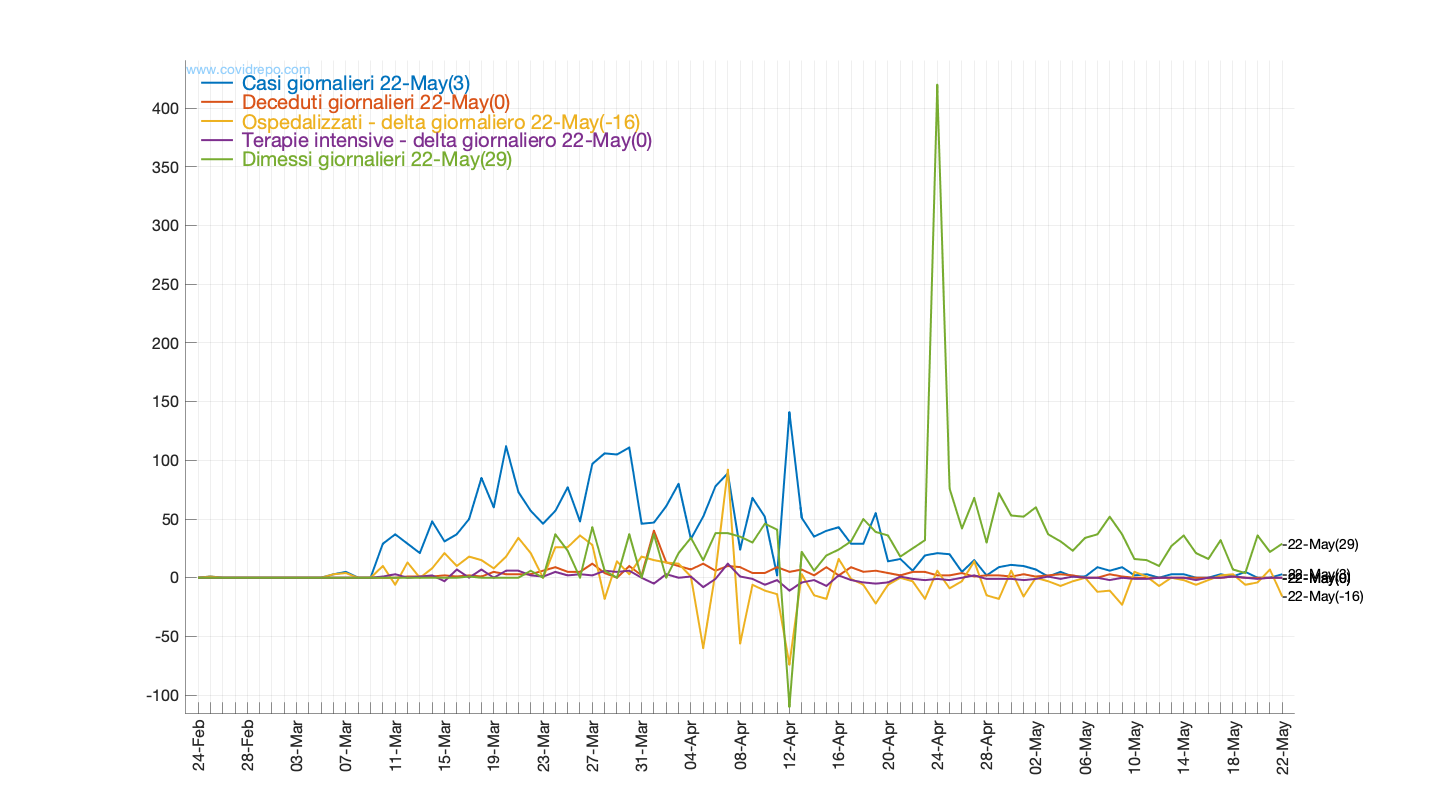 www.covidrepo.com
Casi giornalieri 22-May(3)
Deceduti giornalieri 22-May(0)
Ospedalizzati - delta giornaliero 22-May(-16)
Terapie intensive - delta giornaliero 22-May(0)
Dimessi giornalieri 22-May(29)
400
350
300
250
200
150
100
50
0
-50
-100
22-May(29)
22-May(3)
22-May(0)
22-May(-16)
24-Feb
28-Feb
03-Mar
07-Mar
11-Mar
15-Mar
19-Mar
23-Mar
27-Mar
31-Mar
04-Apr
08-Apr
12-Apr
16-Apr
20-Apr
24-Apr
28-Apr
02-May
06-May
10-May
14-May
18-May
22-May